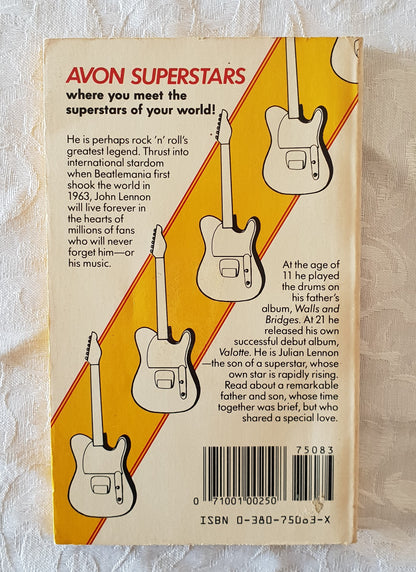 AVON SUPERSTARS
where you meet the
superstars of your world!
He is perhaps rock 'n' roll's
greatest legend. Thrust into
international stardom
when Beatlemania first
shook the world in
1963, John Lennon
will live forever in
the hearts of
millions of fans
who will never
forget him—or
his music.
At the age of
11 he played
the drums on
his father's
album, Walls and
Bridges. At 21 he
released his own
successful debut album,
Valotte. He is Julian Lennon
—the son of a superstar, whose
own star is rapidly rising.
Read about a remarkable
father and son, whose time
together was brief, but who
shared a special love.
75083
0 71001 00250
ISBN 0-380-75083-X